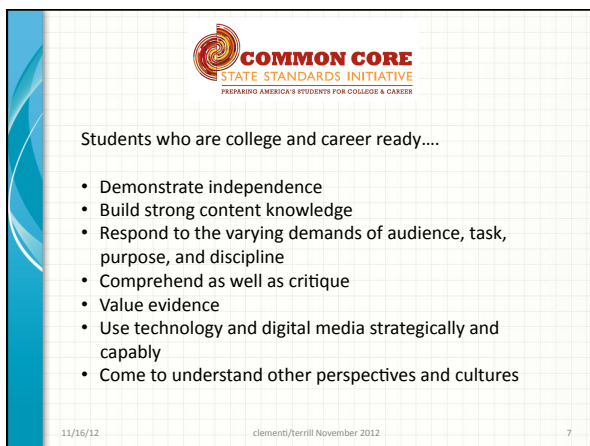 COMMON CORE
STATE STANDARDS INITIATIVE
PREPARING AMERICA'S STUDENTS FOR COLLEGE & CAREER
Students who are college and career ready....
• Demonstrate independence
• Build strong content knowledge
• Respond to the varying demands of audience, task,
purpose, and discipline
• Comprehend as well as critique
• Value evidence
• Use technology and digital media strategically and
capably
• Come to understand other perspectives and cultures
11/16/12 clementi/terrill November 2012 7